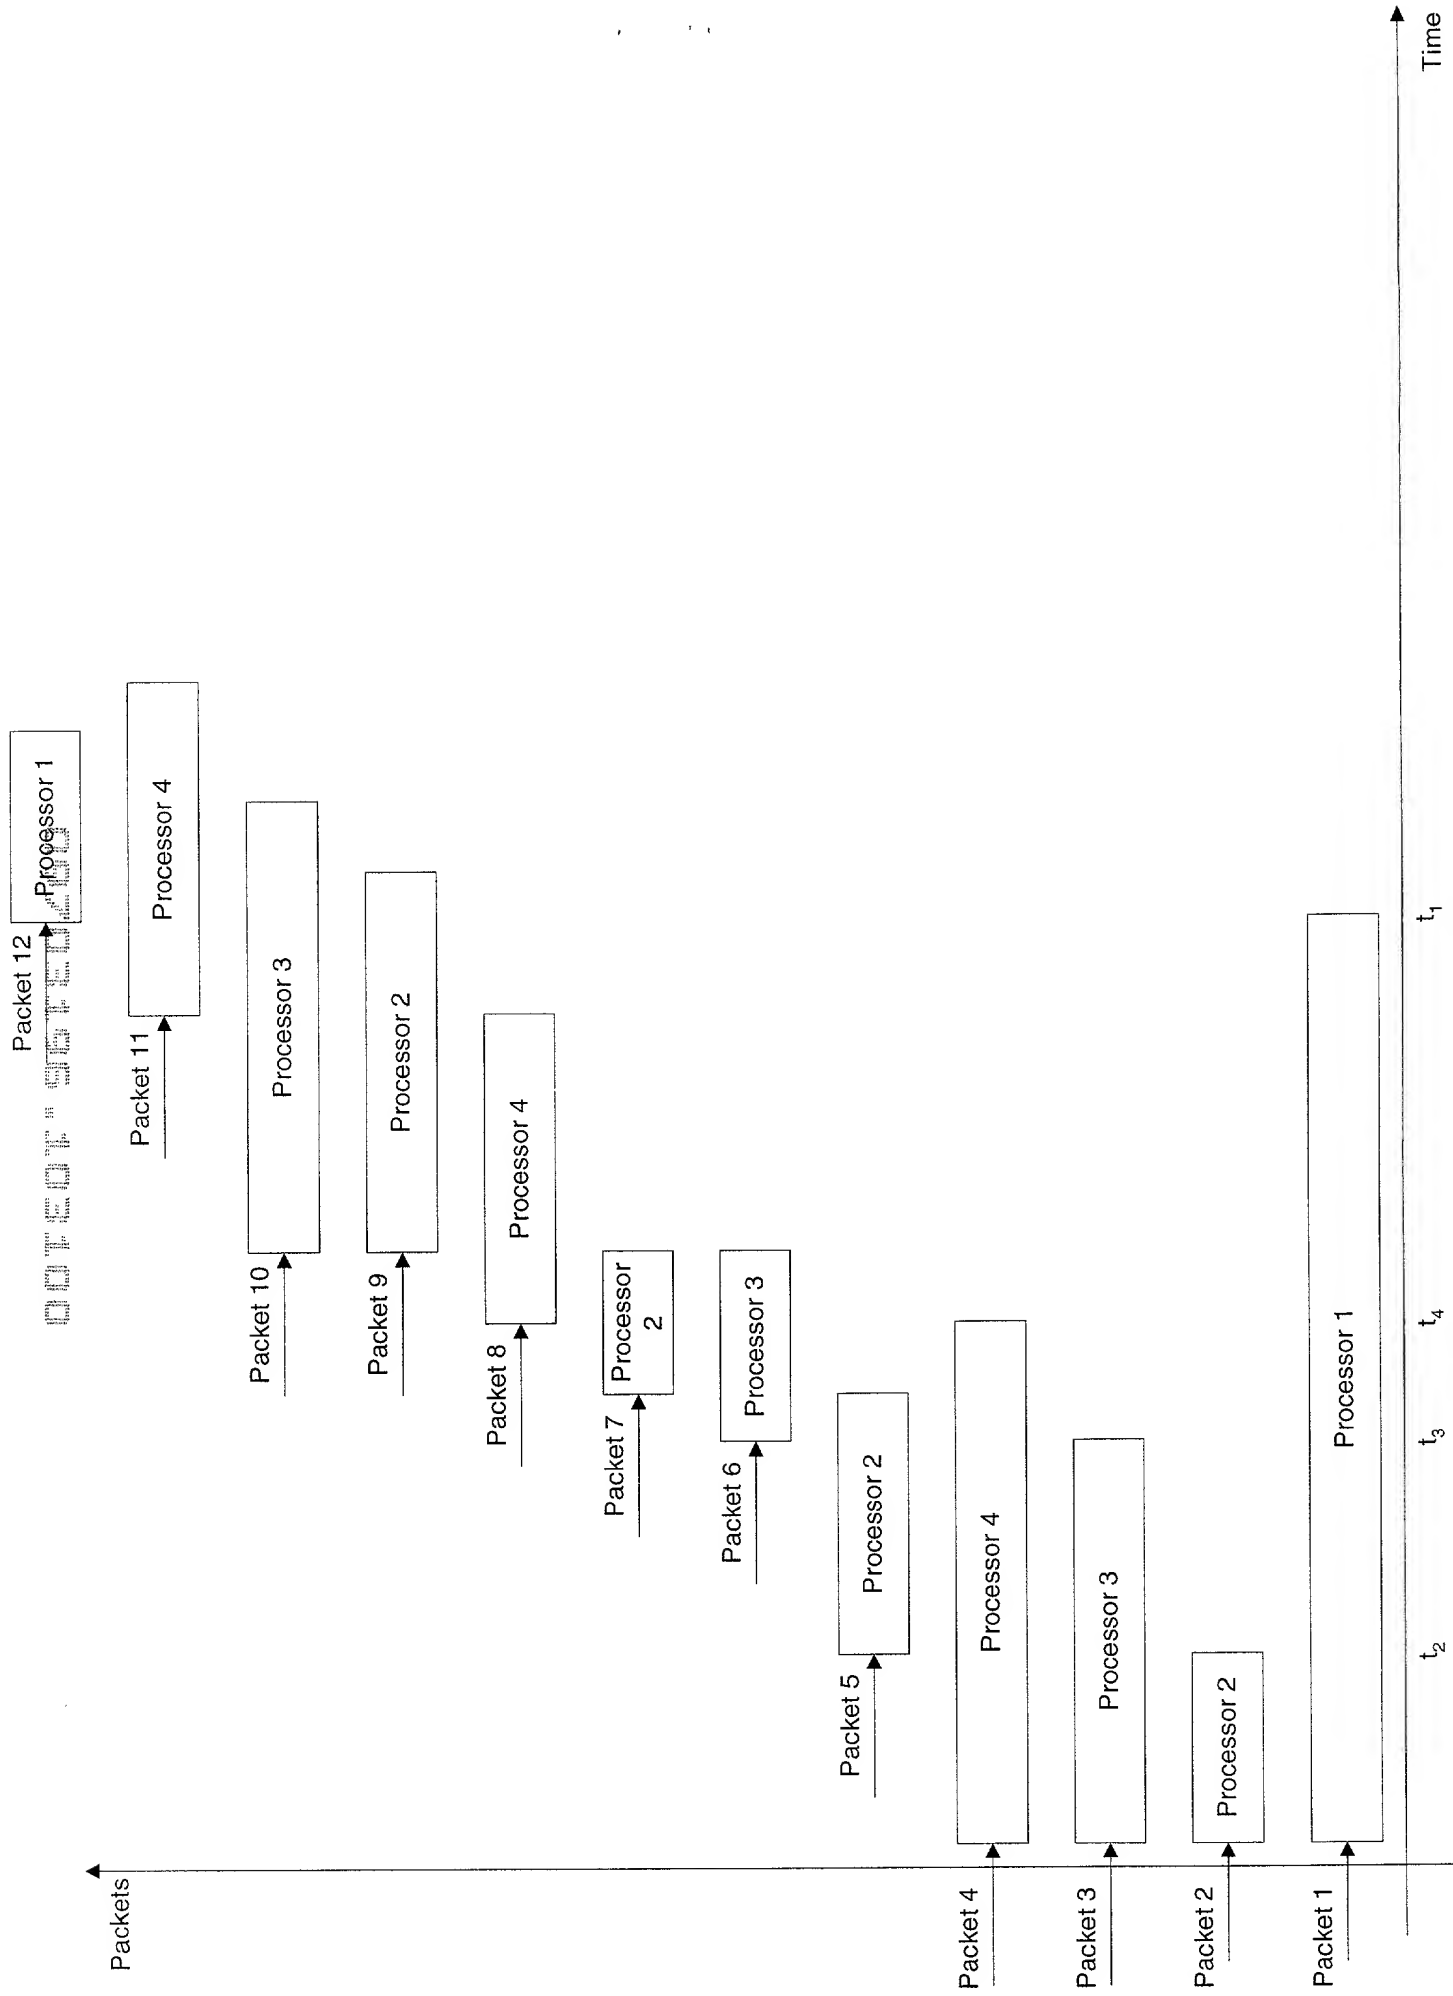 Packets
Packet 12
Processor 1
Packet 11
Processor 4
Packet 10
Processor 3
Packet 9
Processor 2
Packet 8
Processor 4
Packet 7
Processor
2
Packet 6
Processor 3
Packet 5
Processor 2
Packet 4
Processor 4
Packet 3
Processor 3
Packet 2
Processor 2
Packet 1
Processor 1
t2
t3
t4
t1
Time